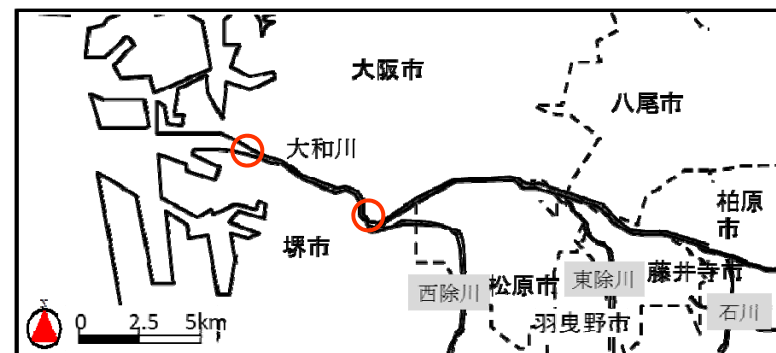 大阪市
八尾市
大和川
柏原
市
堺市
西除川
松原市
東除川
藤井寺市
石川
羽曳野市
N
0 2.5 5km